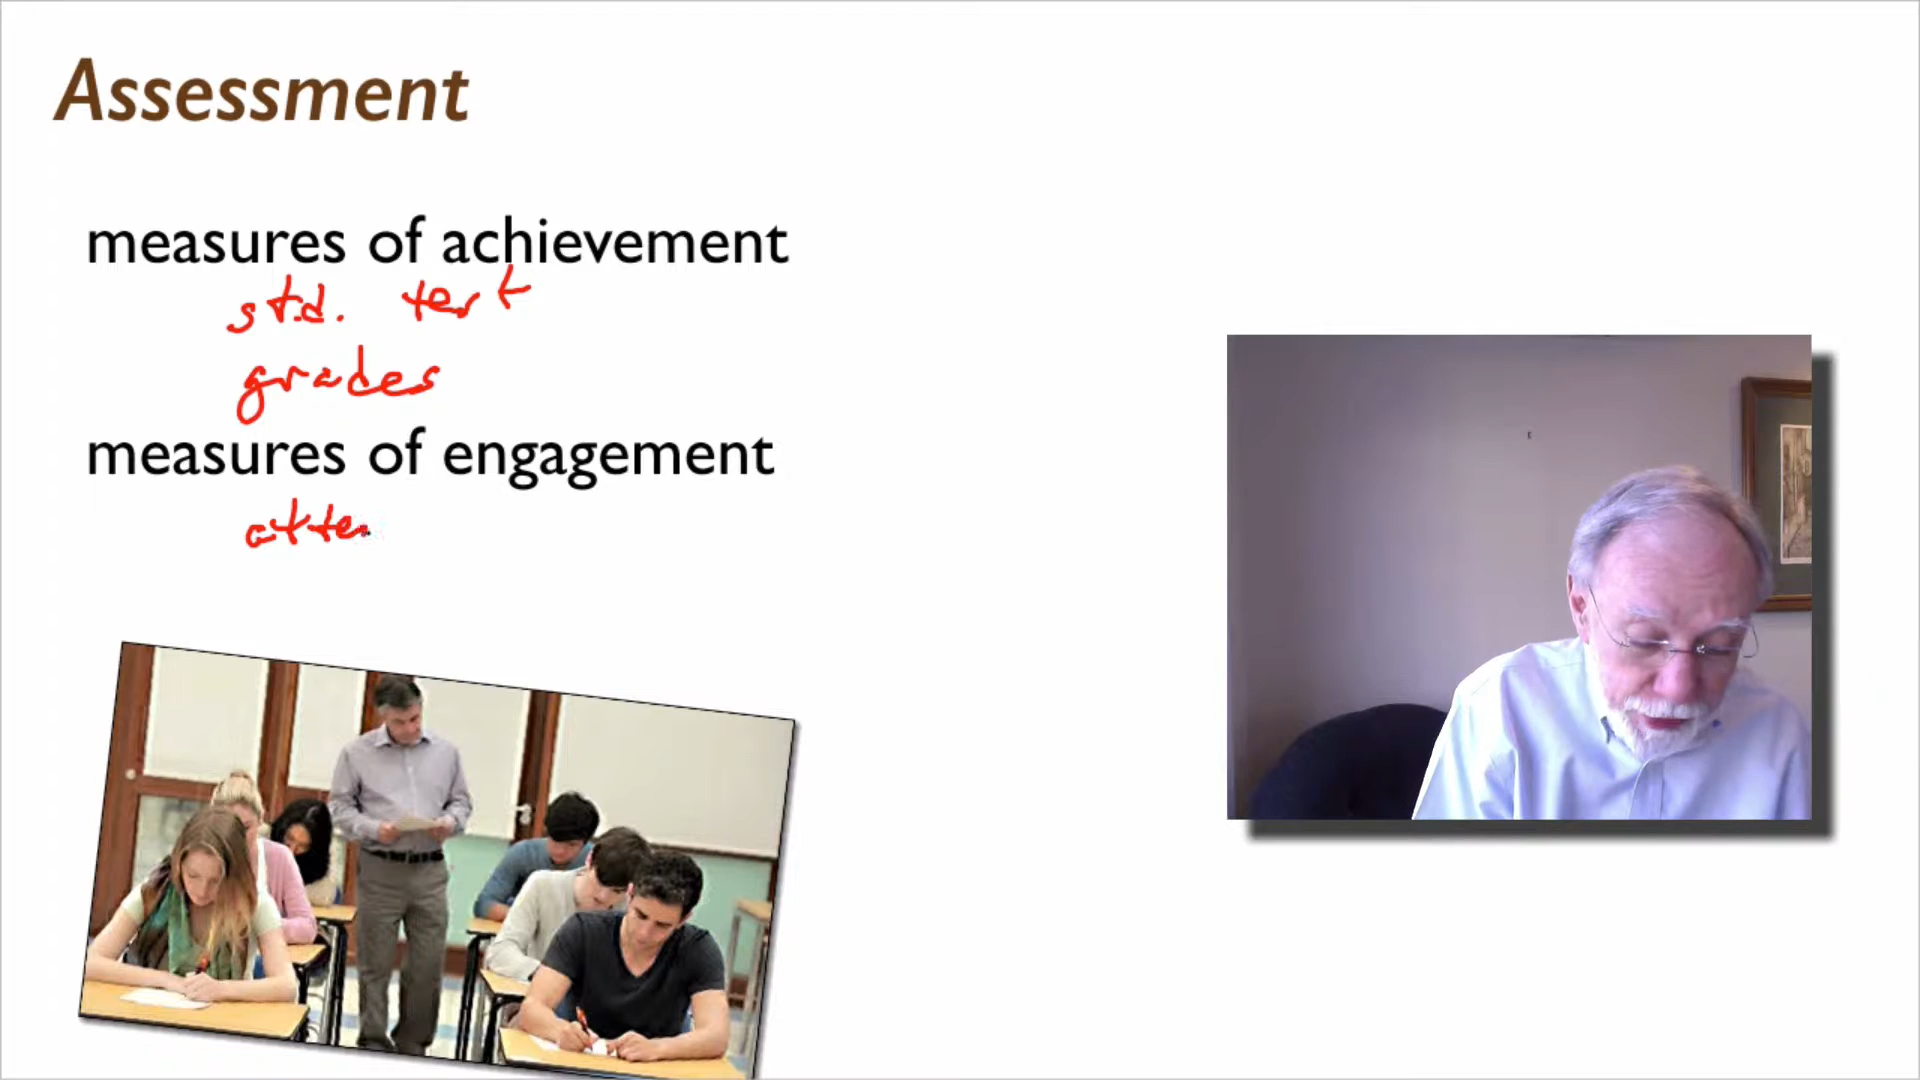 Assessment
measures of achievement
std. test
grades
measures of engagement
atten